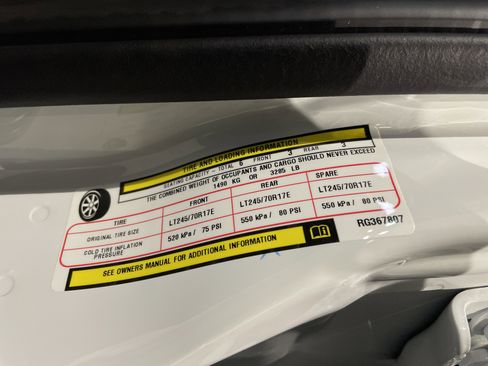 TIRE AND LOADING INFORMATION
SEATING CAPACITY - TOTAL 6 FRONT 3 REAR 3
THE COMBINED WEIGHT OF OCCUPANTS AND CARGO SHOULD NEVER EXCEED
1490 KG OR 3285 LB
TIRE FRONT REAR SPARE
ORIGINAL TIRE SIZE LT245/70R17E LT245/70R17E LT245/70R17E
COLD TIRE INFLATION PRESSURE 520 kPa / 75 PSI 550 kPa / 80 PSI 550 kPa / 80 PSI
SEE OWNERS MANUAL FOR ADDITIONAL INFORMATION
RG367807